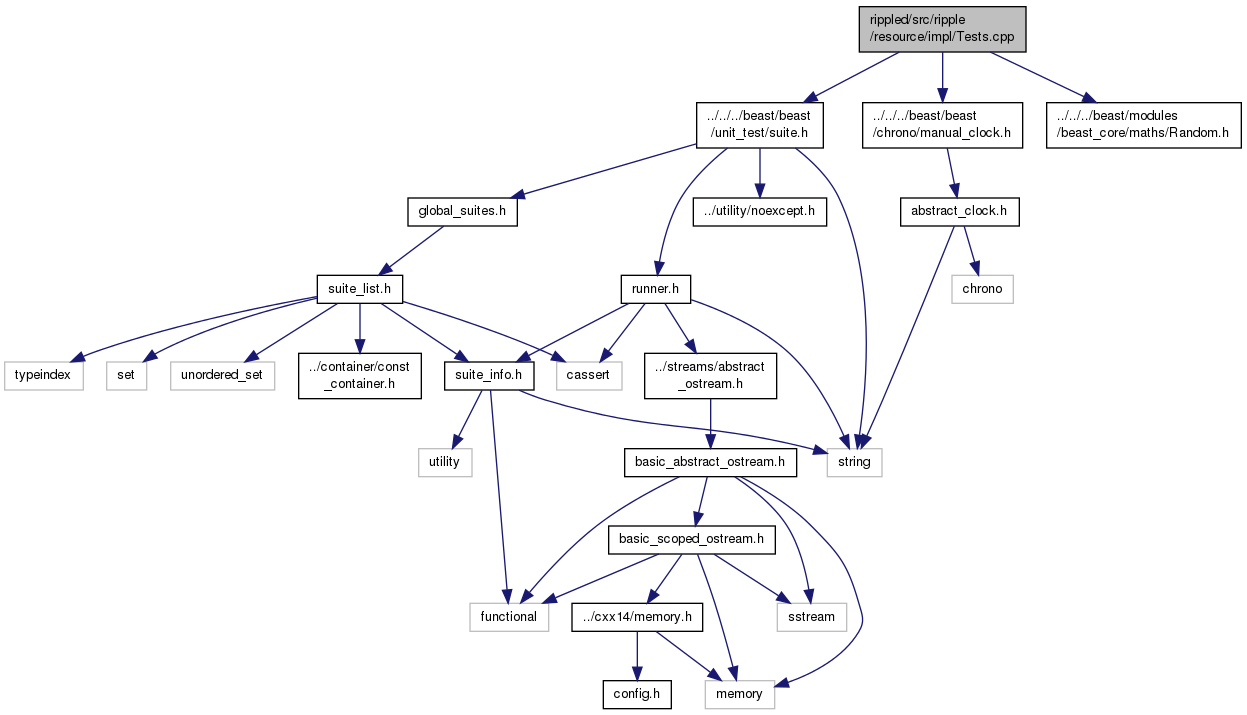 rippled/src/ripple
/resource/impl/Tests.cpp
../../../beast/beast
/unit_test/suite.h
../../../beast/beast
/chrono/manual_clock.h
../../../beast/modules
/beast_core/maths/Random.h
global_suites.h
../utility/noexcept.h
abstract_clock.h
suite_list.h
runner.h
chrono
typeindex
set
unordered_set
../container/const
_container.h
suite_info.h
cassert
../streams/abstract
_ostream.h
utility
basic_abstract_ostream.h
string
basic_scoped_ostream.h
functional
../cxx14/memory.h
sstream
config.h
memory